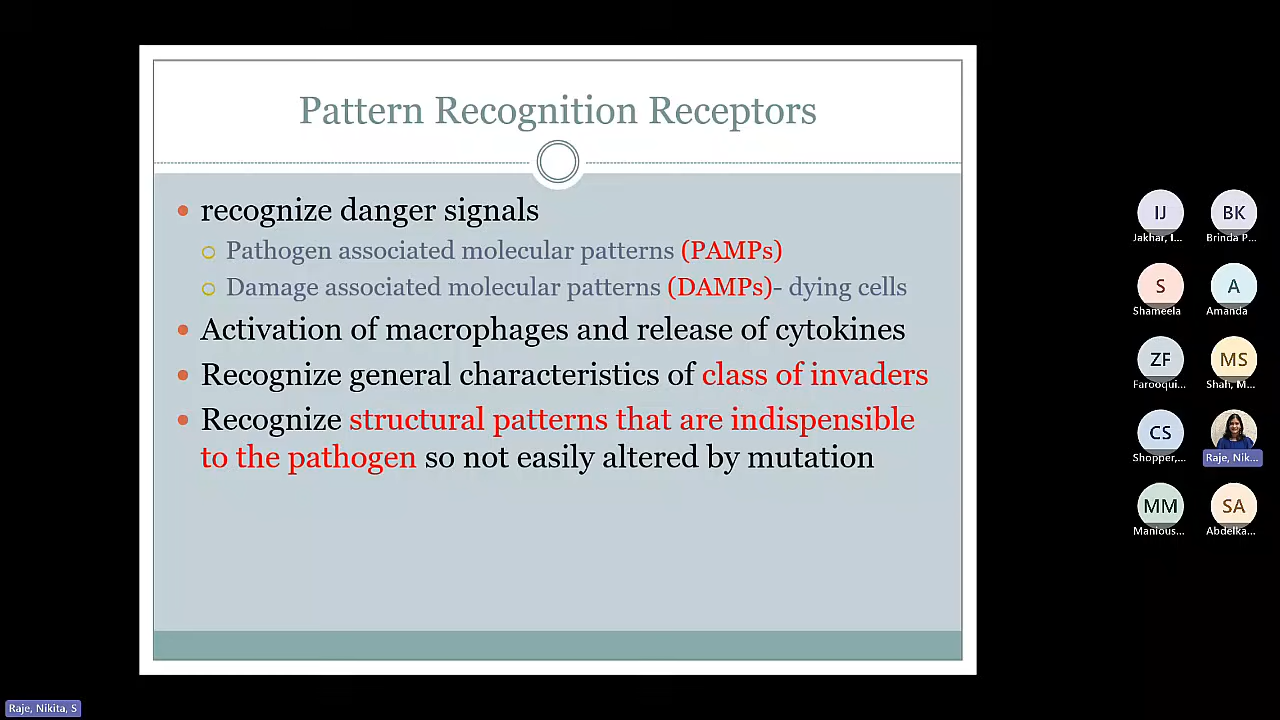 Pattern Recognition Receptors
recognize danger signals
Pathogen associated molecular patterns (PAMPs)
Damage associated molecular patterns (DAMPs)- dying cells
Activation of macrophages and release of cytokines
Recognize general characteristics of class of invaders
Recognize structural patterns that are indispensible
to the pathogen so not easily altered by mutation
IJ
BK
Jakhar, I...
Brinda P...
S
A
Shameela
Amanda
ZF
MS
Farooqui...
Shah, M...
CS
Shopper,...
Raje, Nik...
MM
SA
Manious...
Abdelka...
Raje, Nikita, S